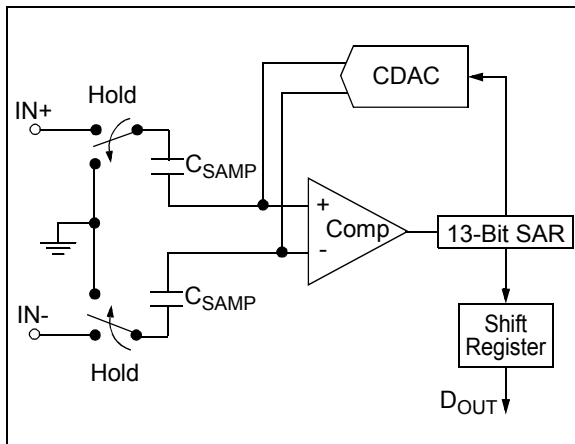 CDAC
Hold
IN+
CSAMP
+
Comp
-
13-Bit SAR
CSAMP
IN-
Hold
Shift
Register
DOUT